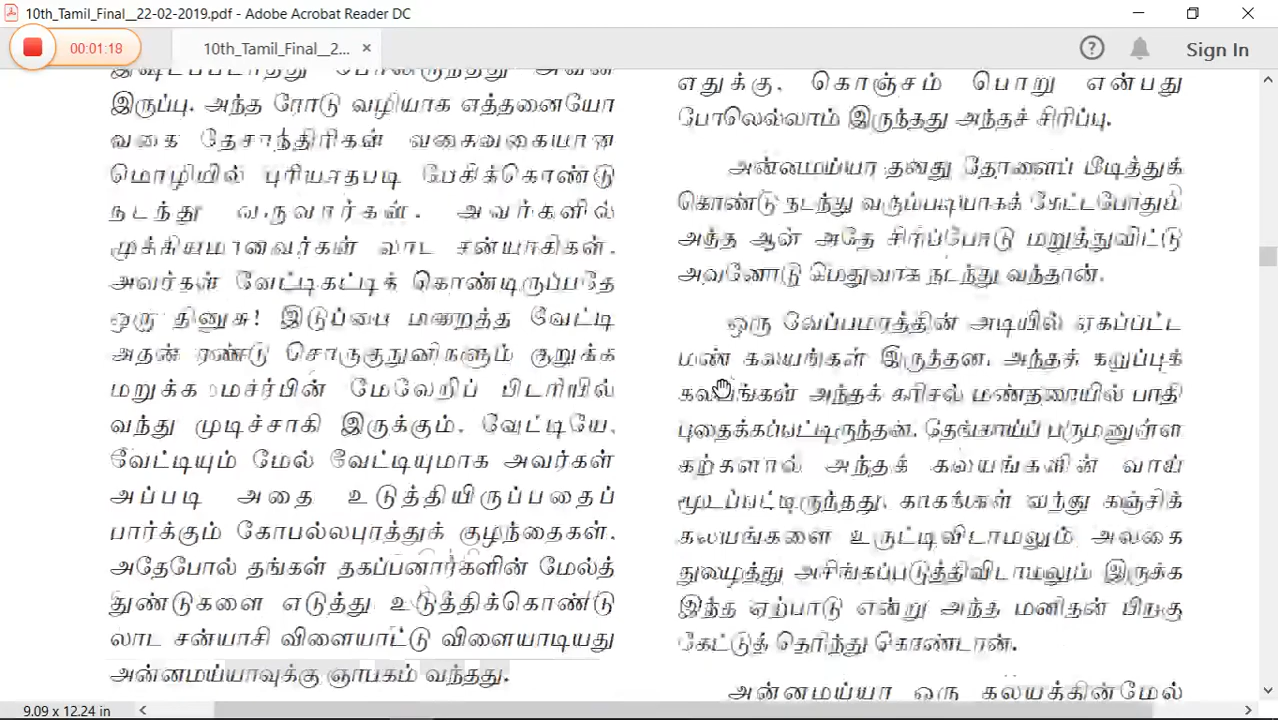 10th_Tamil_Final__22-02-2019.pdf - Adobe Acrobat Reader DC
00:01:18
10th_Tamil_Final__2...
Sign In
இருப்பு. அந்த ரோடு வழியாக எத்தனையோ
வகை தேசாந்திரிகள் வகைவகையான
மொழியில் புரியாதபடி பேசிக்கொண்டு
நடந்து வருவார்கள். அவர்களில்
முக்கியமானவர்கள் லாட சன்யாசிகள்.
அவர்கள் வேட்டிகட்டிக் கொண்டிருப்பதே
ஒரு தினுசு! இடுப்பை மறைத்த வேட்டி
அதன் ரண்டு சொருகுநுனிகளும் குறுக்க
மறுக்க மார்பின் மேலேறிப் பிடரியில்
வந்து முடிச்சாகி இருக்கும். வேட்டியே,
வேட்டியும் மேல் வேட்டியுமாக அவர்கள்
அப்படி அதை உடுத்தியிருப்பதைப்
பார்க்கும் கோபல்லபுரத்துக் குழந்தைகள்.
அதேபோல் தங்கள் தகப்பனார்களின் மேல்த்
துண்டுகளை எடுத்து உடுத்திக்கொண்டு
லாட சன்யாசி விளையாட்டு விளையாடியது
அன்னமய்யாவுக்கு ஞாபகம் வந்தது.
எதுக்கு, கொஞ்சம் பொறு என்பது
போலெல்லாம் இருந்தது அந்தச் சிரிப்பு.
அன்னமய்யா தனது தோளைப் பிடித்துக்
கொண்டு நடந்து வரும்படியாகக் கேட்டபோதும்
அந்த ஆள் அதே சிரிப்போடு மறுத்துவிட்டு
அவனோடு மெதுவாக நடந்து வந்தான்.
ஒரு வேப்பமரத்தின் அடியில் ஏகப்பட்ட
மண் கலயங்கள் இருந்தன. அந்தக் கறுப்புக்
கலயங்கள் அந்தக் கரிசல் மண்தரையில் பாதி
புதைக்கப்பட்டிருந்தன. தேங்காய்ப் பருமனுள்ள
கற்களால் அந்தக் கலயங்களின் வாய்
மூடப்பட்டிருந்தது. காகங்கள் வந்து கஞ்சிக்
கலயங்களை உருட்டிவிடாமலும் அலகை
நுழைத்து அசிங்கப்படுத்திவிடாமலும் இருக்க
இந்த ஏற்பாடு என்று அந்த மனிதன் பிறகு
கேட்டுத் தெரிந்து கொண்டான்.
அன்னமய்யா ஒரு கலயத்தின்மேல்
9.09 x 12.24 in